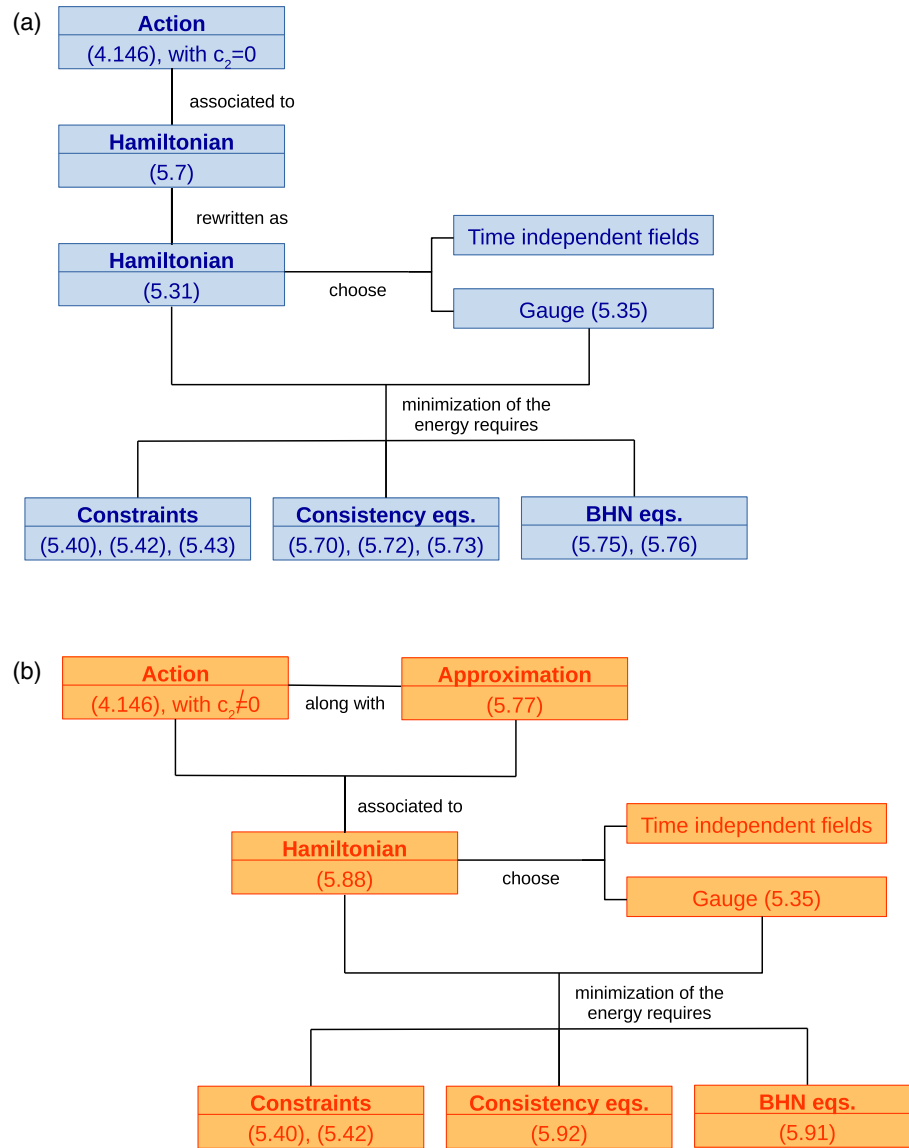 (a)
Action
(4.146), with c₂=0
associated to
Hamiltonian
(5.7)
rewritten as
Hamiltonian
(5.31)
choose
Time independent fields
Gauge (5.35)
minimization of the
energy requires
Constraints
(5.40), (5.42), (5.43)
Consistency eqs.
(5.70), (5.72), (5.73)
BHN eqs.
(5.75), (5.76)
(b)
Action
(4.146), with c₂≠0
along with
Approximation
(5.77)
associated to
Hamiltonian
(5.88)
choose
Time independent fields
Gauge (5.35)
minimization of the
energy requires
Constraints
(5.40), (5.42)
Consistency eqs.
(5.92)
BHN eqs.
(5.91)